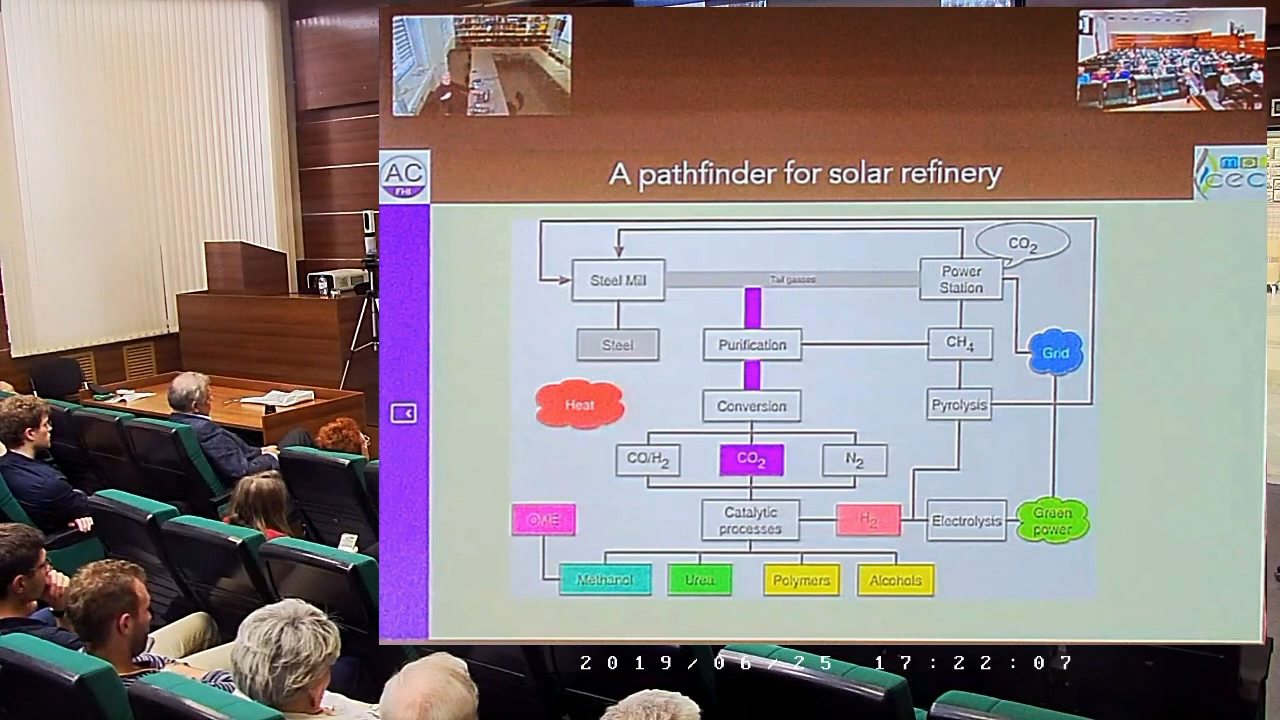 A pathfinder for solar refinery
AC
FHI
cec
CO2
Steel Mill
Tail gasses
Power
Station
Steel
Purification
CH4
Grid
Heat
Conversion
Pyrolysis
CO/H2
CO2
N2
OME
Catalytic
processes
H2
Electrolysis
Green
power
Methanol
Urea
Polymers
Alcohols
2019/06/25 17:22:07